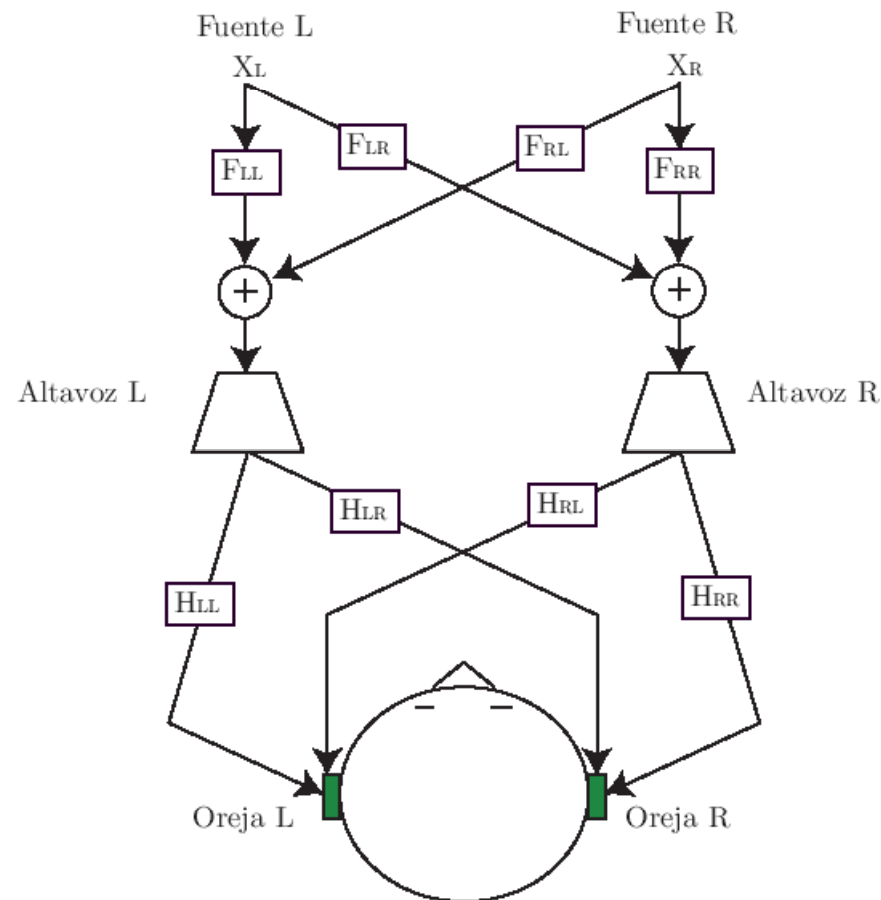 Fuente L
Fuente R
XL
XR
FLL
FLR
FRL
FRR
+
+
Altavoz L
Altavoz R
HLR
HRL
HLL
HRR
Oreja L
Oreja R